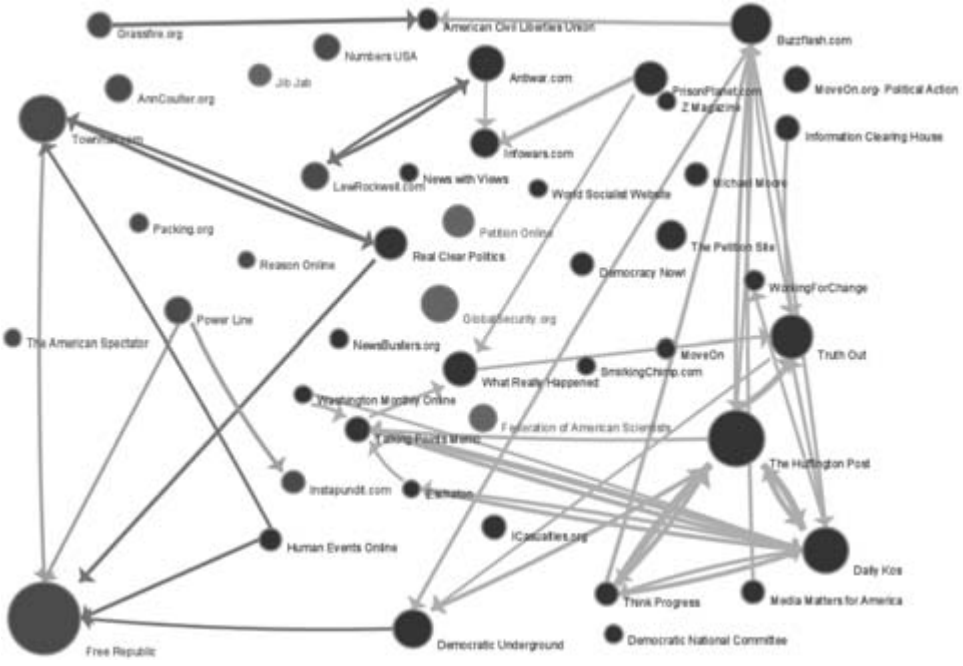 Grassfire.org
American Civil Liberties Union
Buzzflash.com
Numbers USA
Antiwar.com
Jib Jab
PrisonPlanet.com
MoveOn.org- Political Action
AnnCoulter.org
Z Magazine
Townhall.com
Information Clearing House
Infowars.com
LewRockwell.com
News with Views
Michael Moore
World Socialist Website
Packing.org
Petition Online
The Petition Site
Real Clear Politics
Reason Online
Democracy Now!
WorkingForChange
GlobalSecurity.org
Power Line
The American Spectator
NewsBusters.org
MoveOn
Truth Out
SmirkingChimp.com
What Really Happened
Washington Monthly Online
Federation of American Scientists
Talking Points Memo
The Huffington Post
Instapundit.com
Eschaton
ICasualties.org
Human Events Online
Daily Kos
Think Progress
Media Matters for America
Democratic Underground
Democratic National Committee
Free Republic